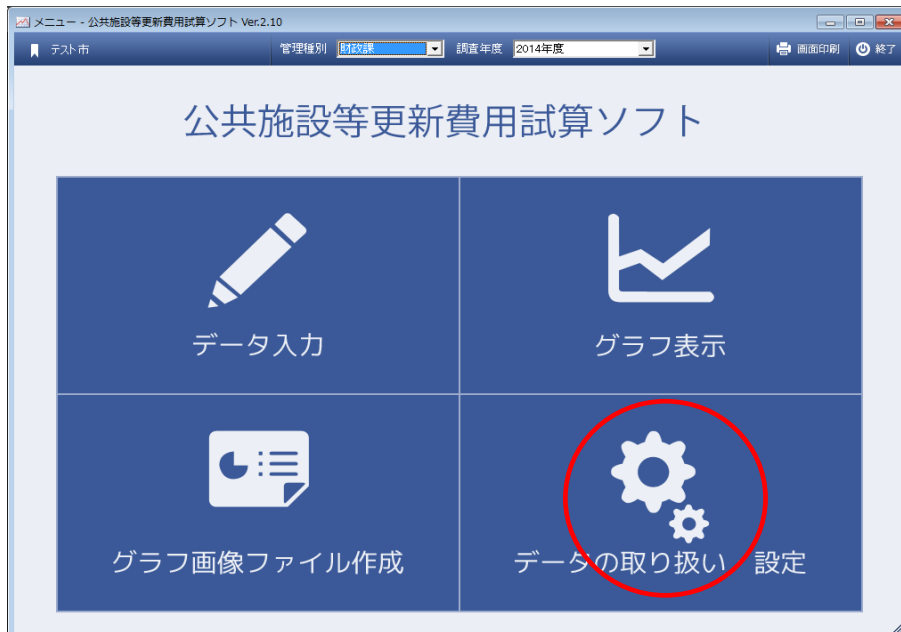 メニュー - 公共施設等更新費用試算ソフト Ver.2.10
テスト市 管理種別 財政課 調査年度 2014年度 画面印刷 終了
公共施設等更新費用試算ソフト
データ入力 グラフ表示
グラフ画像ファイル作成 データの取り扱い 設定